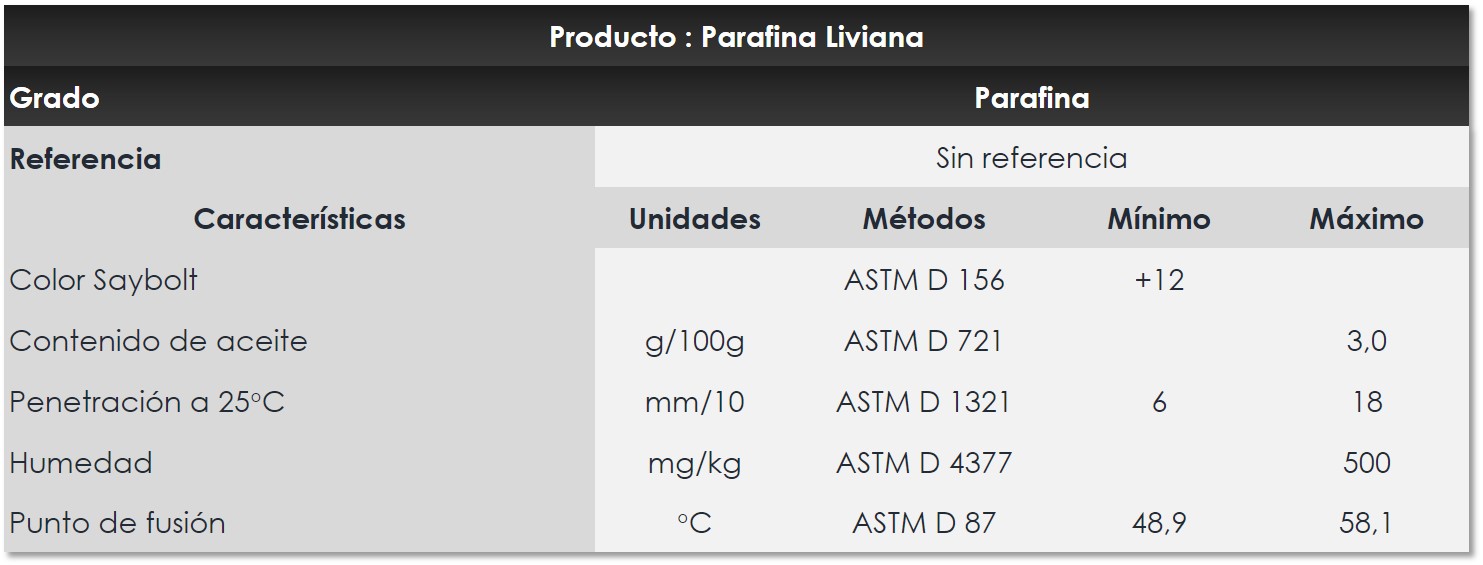 Producto : Parafina Liviana
Grado Parafina
Referencia Sin referencia
Características Unidades Métodos Mínimo Máximo
Color Saybolt ASTM D 156 +12
Contenido de aceite g/100g ASTM D 721 3,0
Penetración a 25°C mm/10 ASTM D 1321 6 18
Humedad mg/kg ASTM D 4377 500
Punto de fusión °C ASTM D 87 48,9 58,1